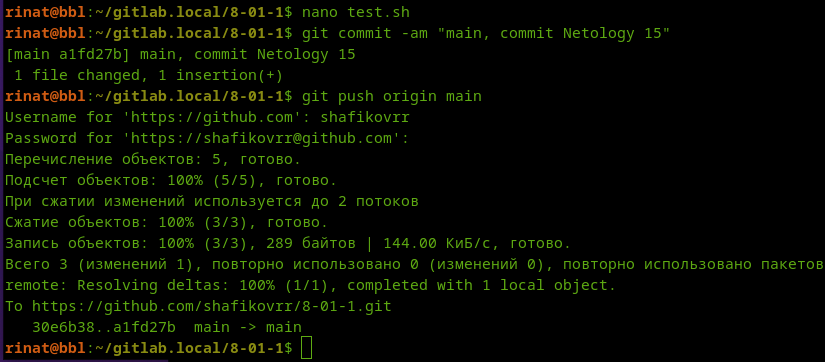 rinat@bbl:~/gitlab.local/8-01-1$ nano test.sh
rinat@bbl:~/gitlab.local/8-01-1$ git commit -am "main, commit Netology 15"
[main a1fd27b] main, commit Netology 15
 1 file changed, 1 insertion(+)
rinat@bbl:~/gitlab.local/8-01-1$ git push origin main
Username for 'https://github.com': shafikovrr
Password for 'https://shafikovrr@github.com':
Перечисление объектов: 5, готово.
Подсчет объектов: 100% (5/5), готово.
При сжатии изменений используется до 2 потоков
Сжатие объектов: 100% (3/3), готово.
Запись объектов: 100% (3/3), 289 байтов | 144.00 КиБ/с, готово.
Всего 3 (изменений 1), повторно использовано 0 (изменений 0), повторно использовано пакетов
remote: Resolving deltas: 100% (1/1), completed with 1 local object.
To https://github.com/shafikovrr/8-01-1.git
   30e6b38..a1fd27b  main -> main
rinat@bbl:~/gitlab.local/8-01-1$